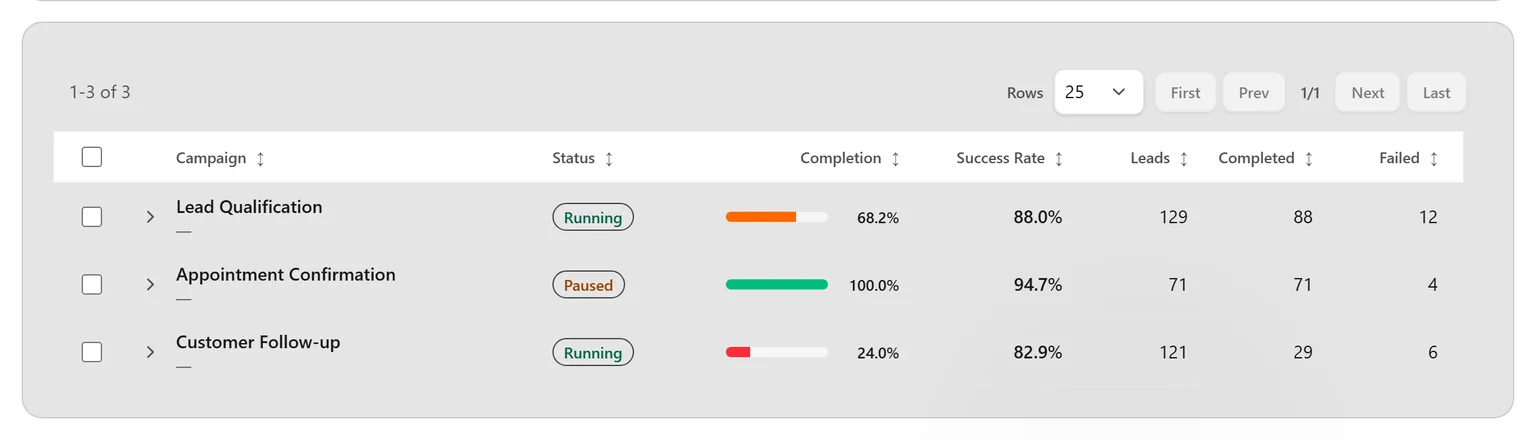 1-3 of 3 Rows 25 First Prev 1/1 Next Last
Campaign Status Completion Success Rate Leads Completed Failed
Lead Qualification Running 68.2% 88.0% 129 88 12
—
Appointment Confirmation Paused 100.0% 94.7% 71 71 4
—
Customer Follow-up Running 24.0% 82.9% 121 29 6
—